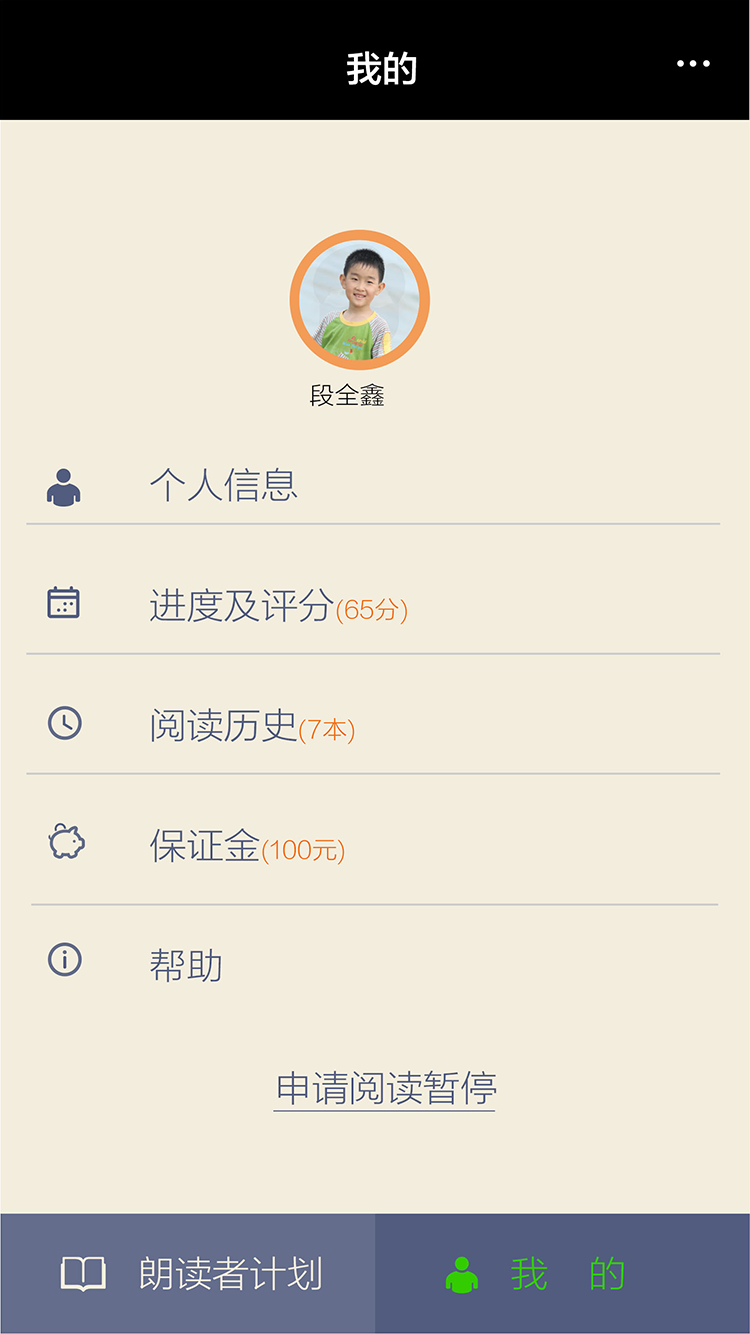 我的
段全鑫
个人信息
进度及评分(65分)
阅读历史(7本)
保证金(100元)
帮助
申请阅读暂停
朗读者计划 我 的